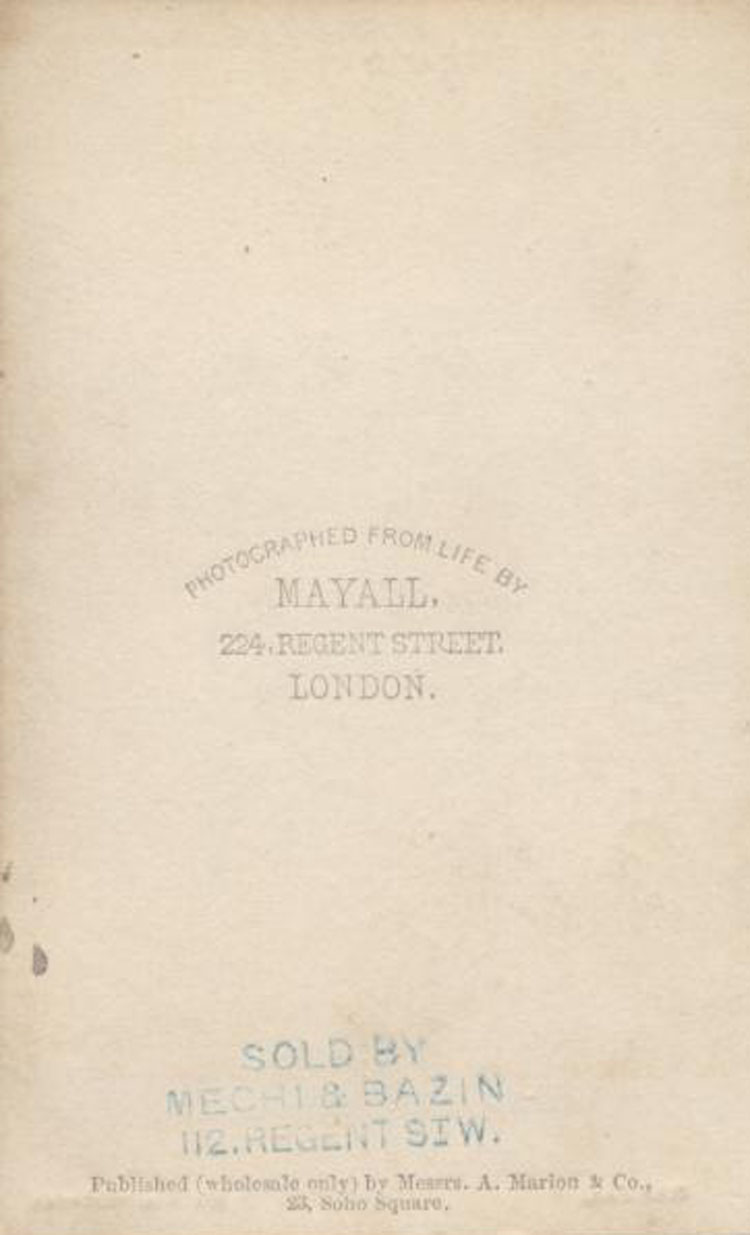 PHOTOGRAPHED FROM LIFE BY
MAYALL,
224, REGENT STREET.
LONDON.
SOLD BY
MECHI & BAZIN
112. REGENT ST W.
Published (wholesale only) by Messrs. A. Marion & Co.,
23, Soho Square.